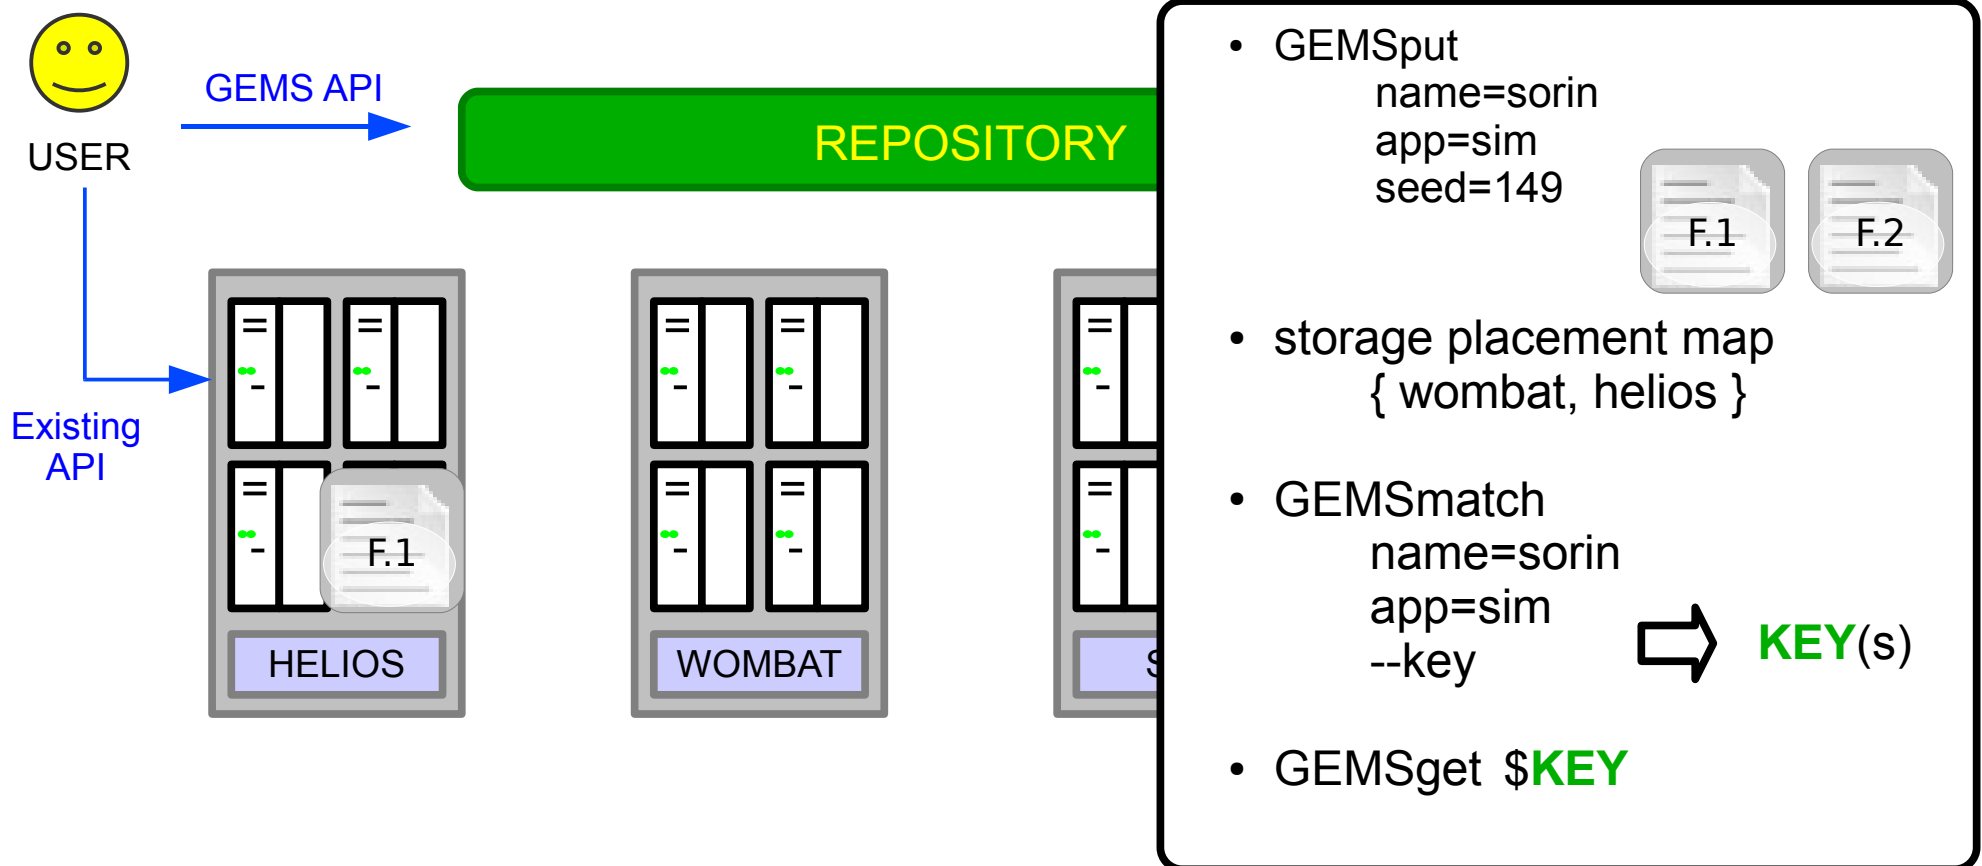 GEMS API
USER
REPOSITORY
Existing
API
F.1
HELIOS
WOMBAT
S
• GEMSput
name=sorin
app=sim
seed=149
F.1
F.2
• storage placement map
{ wombat, helios }
• GEMSmatch
name=sorin
app=sim
--key
KEY(s)
• GEMSget $KEY